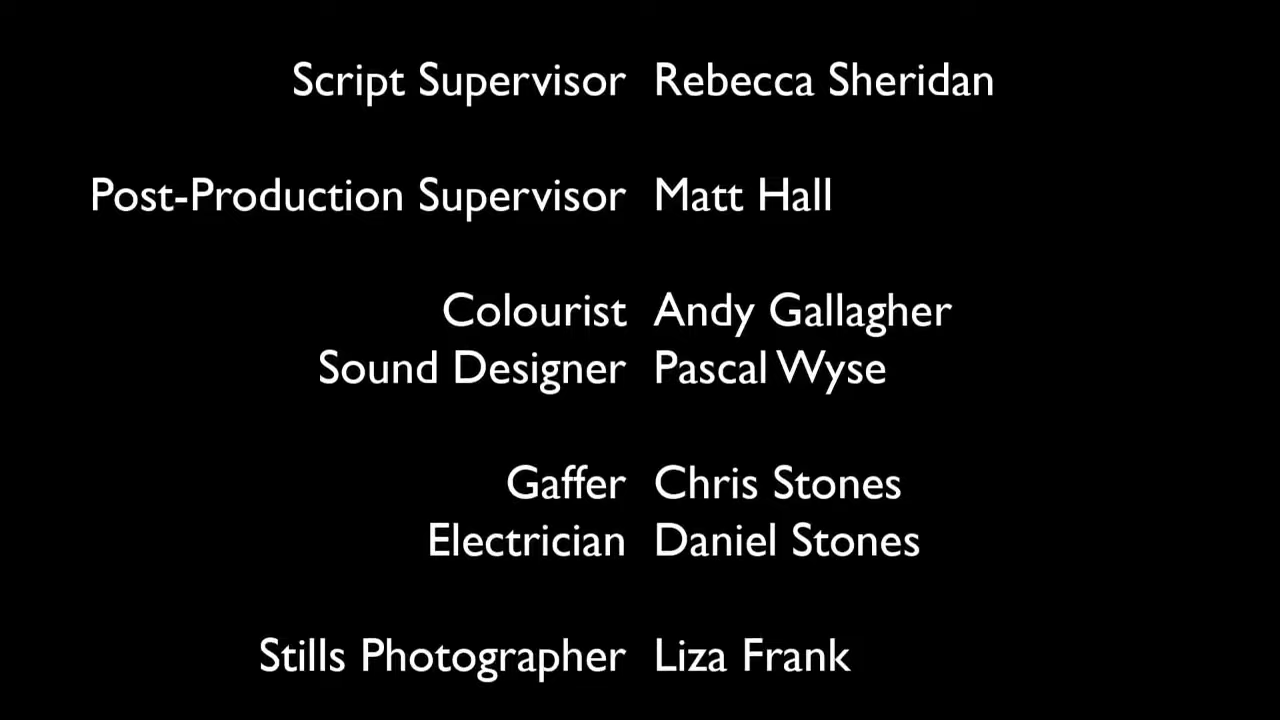 Script Supervisor Rebecca Sheridan
Post-Production Supervisor Matt Hall
Colourist Andy Gallagher
Sound Designer Pascal Wyse
Gaffer Chris Stones
Electrician Daniel Stones
Stills Photographer Liza Frank